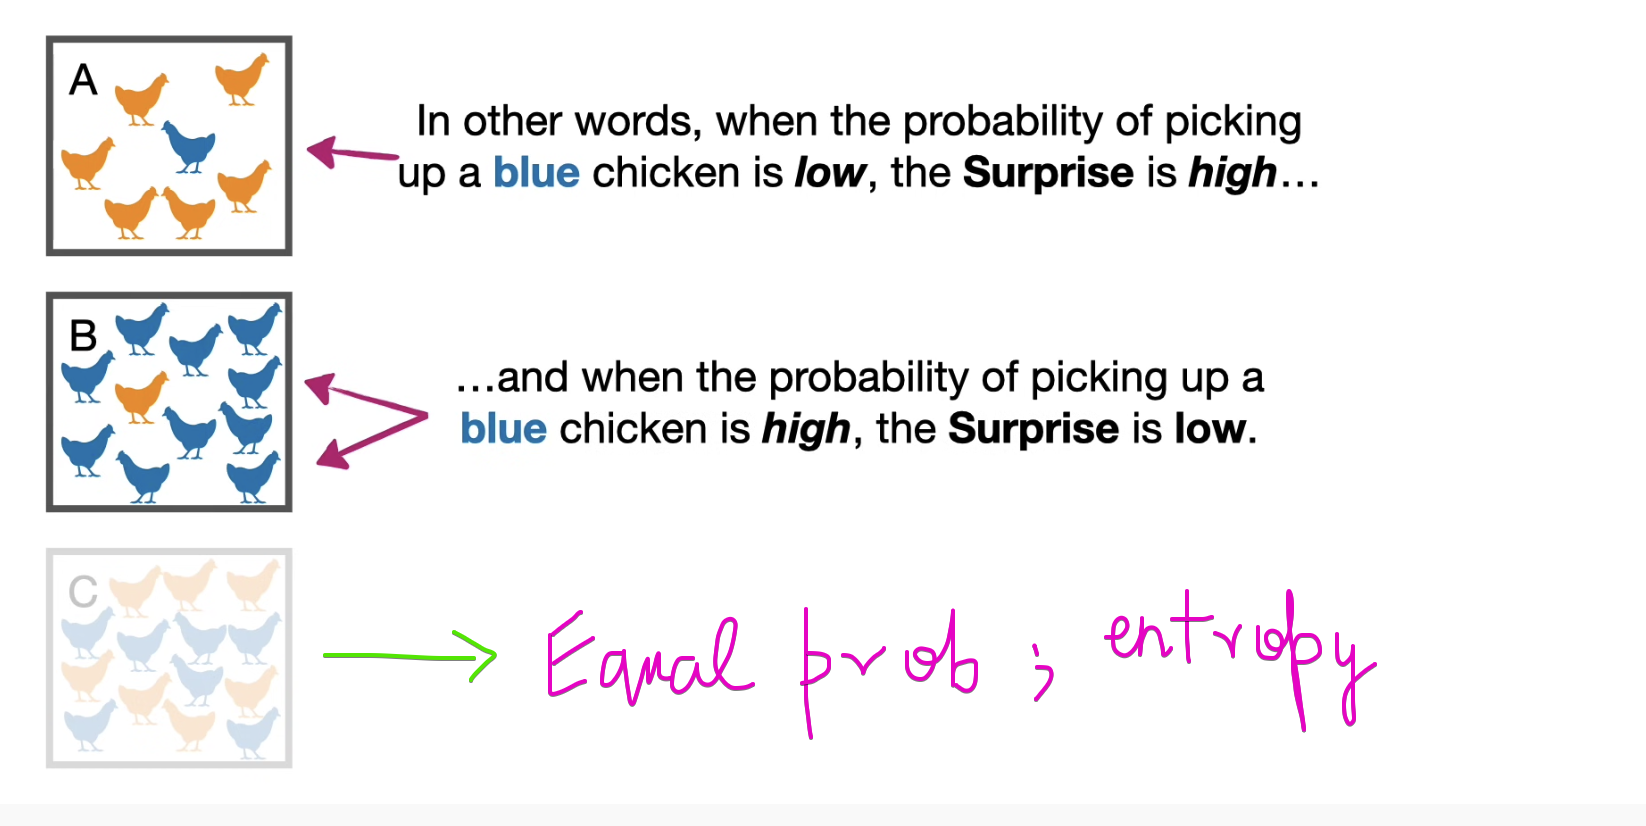 A
In other words, when the probability of picking
up a blue chicken is low, the Surprise is high...
B
...and when the probability of picking up a
blue chicken is high, the Surprise is low.
C
Equal prob ; entropy